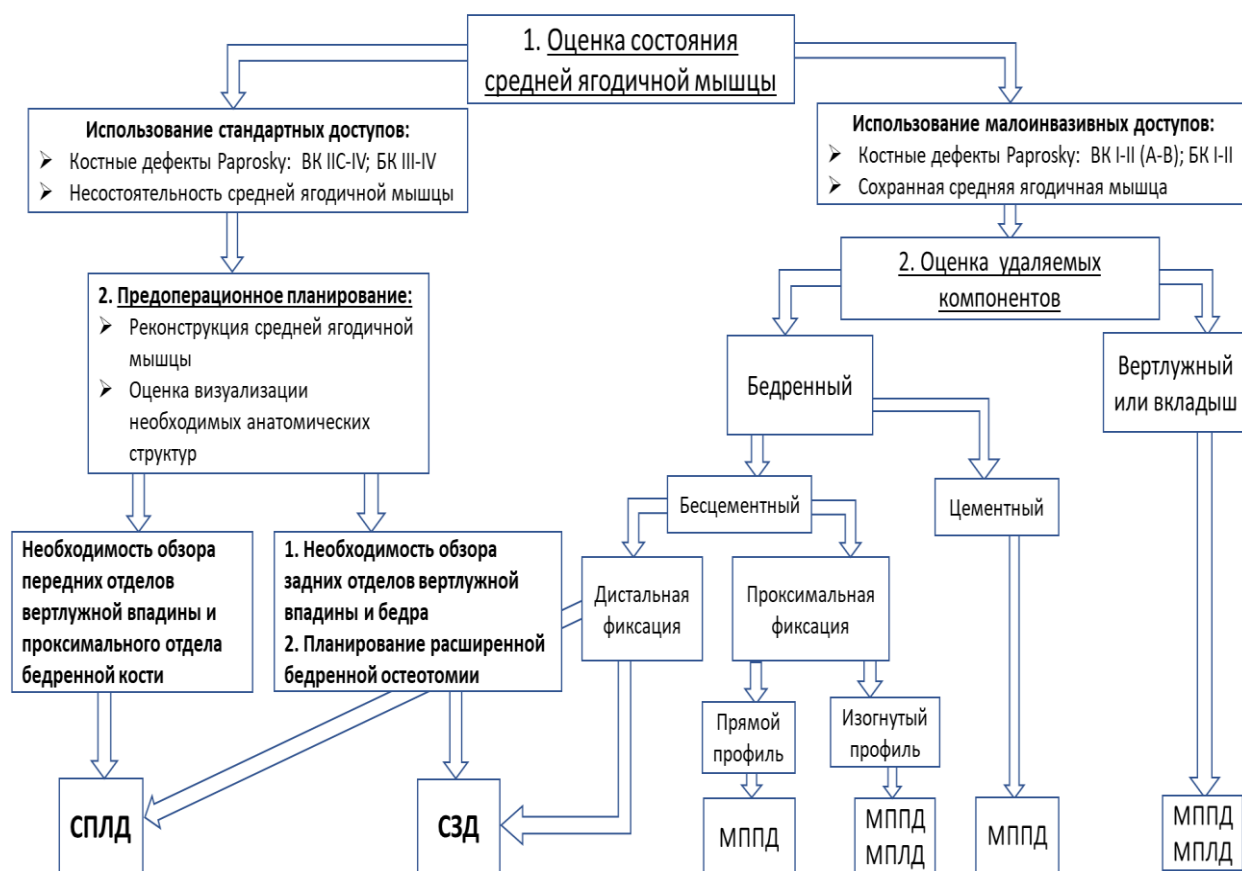 1. Оценка состояния
средней ягодичной мышцы
Использование стандартных доступов:
➢ Костные дефекты Paprosky: ВК IIC-IV; БК III-IV
➢ Несостоятельность средней ягодичной мышцы
Использование малоинвазивных доступов:
➢ Костные дефекты Paprosky: ВК I-II (A-B); БК I-II
➢ Сохранная средняя ягодичная мышца
2. Предоперационное планирование:
➢ Реконструкция средней ягодичной
мышцы
➢ Оценка визуализации
необходимых анатомических
структур
2. Оценка удаляемых
компонентов
Бедренный
Вертлужный
или вкладыш
Бесцементный
Цементный
Необходимость обзора
передних отделов
вертлужной впадины и
проксимального отдела
бедренной кости
1. Необходимость обзора
задних отделов вертлужной
впадины и бедра
2. Планирование расширенной
бедренной остеотомии
Дистальная
фиксация
Проксимальная
фиксация
Прямой
профиль
Изогнутый
профиль
СПЛД
СЗД
МППД
МППД
МПЛД
МППД
МППД
МПЛД